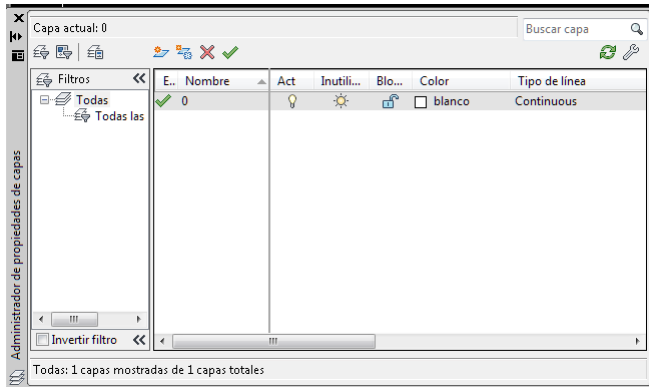 Capa actual: 0
Buscar capa
Filtros
E.. Nombre Act Inutili... Blo... Color Tipo de línea
Todas
0 blanco Continuous
Todas las
Invertir filtro
Todas: 1 capas mostradas de 1 capas totales
Administrador de propiedades de capas